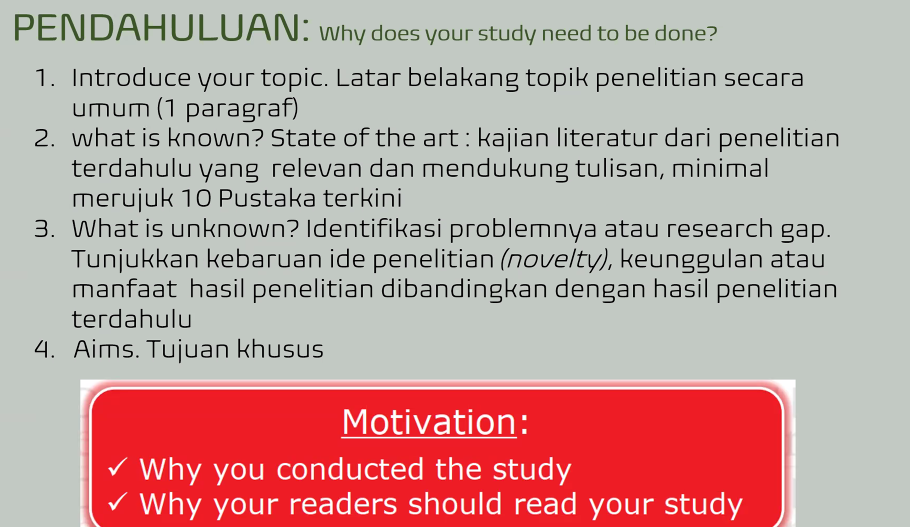 PENDAHULUAN: Why does your study need to be done?
1. Introduce your topic. Latar belakang topik penelitian secara
umum (1 paragraf)
2. what is known? State of the art : kajian literatur dari penelitian
terdahulu yang relevan dan mendukung tulisan, minimal
merujuk 10 Pustaka terkini
3. What is unknown? Identifikasi problemnya atau research gap.
Tunjukkan kebaruan ide penelitian (novelty), keunggulan atau
manfaat hasil penelitian dibandingkan dengan hasil penelitian
terdahulu
4. Aims. Tujuan khusus
Motivation:
✓ Why you conducted the study
✓ Why your readers should read your study